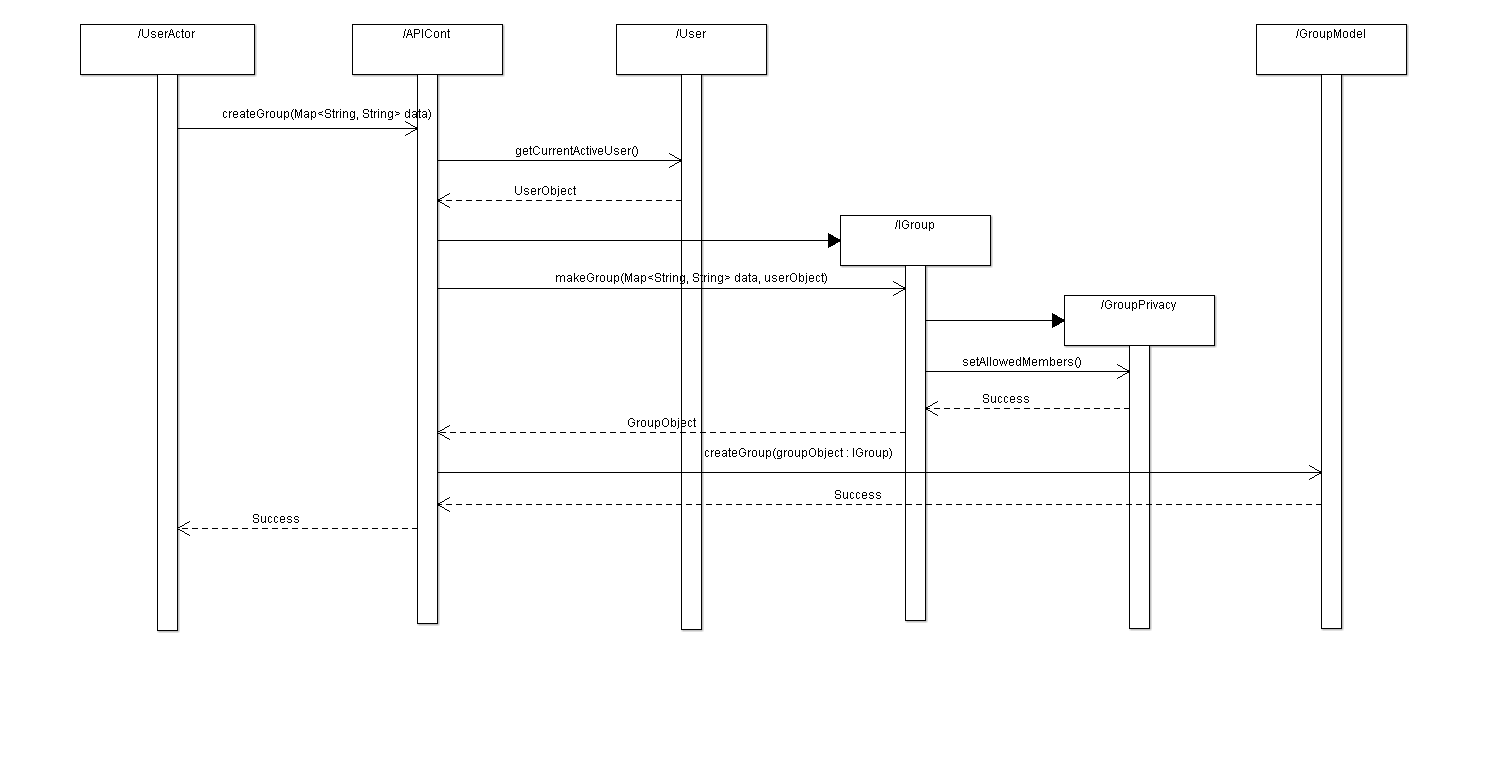 /UserActor
/APICont
/User
/GroupModel
createGroup(Map<String, String> data)
getCurrentActiveUser()
UserObject
/IGroup
makeGroup(Map<String, String> data, userObject)
/GroupPrivacy
setAllowedMembers()
Success
GroupObject
createGroup(groupObject : IGroup)
Success
Success